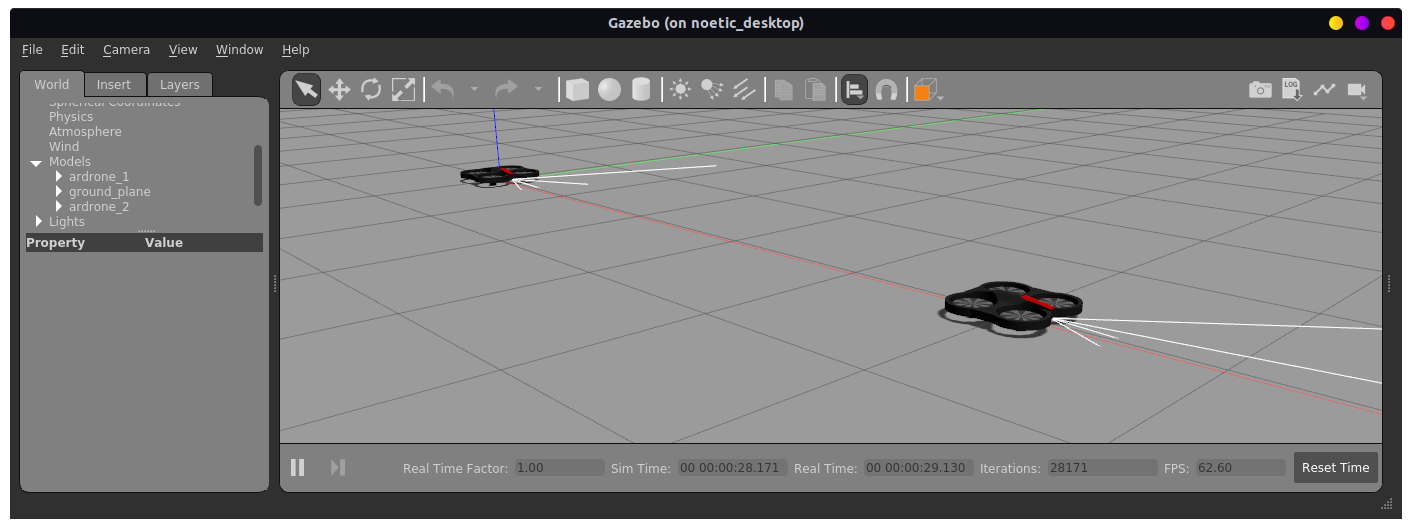 Gazebo (on noetic_desktop)
File Edit Camera View Window Help
World Insert Layers
Spherical Coordinates
Physics
Atmosphere
Wind
Models
ardrone_1
ground_plane
ardrone_2
Lights
Property Value
LOG
Real Time Factor: 1.00 Sim Time: 00 00:00:28.171 Real Time: 00 00:00:29.130 Iterations: 28171 FPS: 62.60 Reset Time